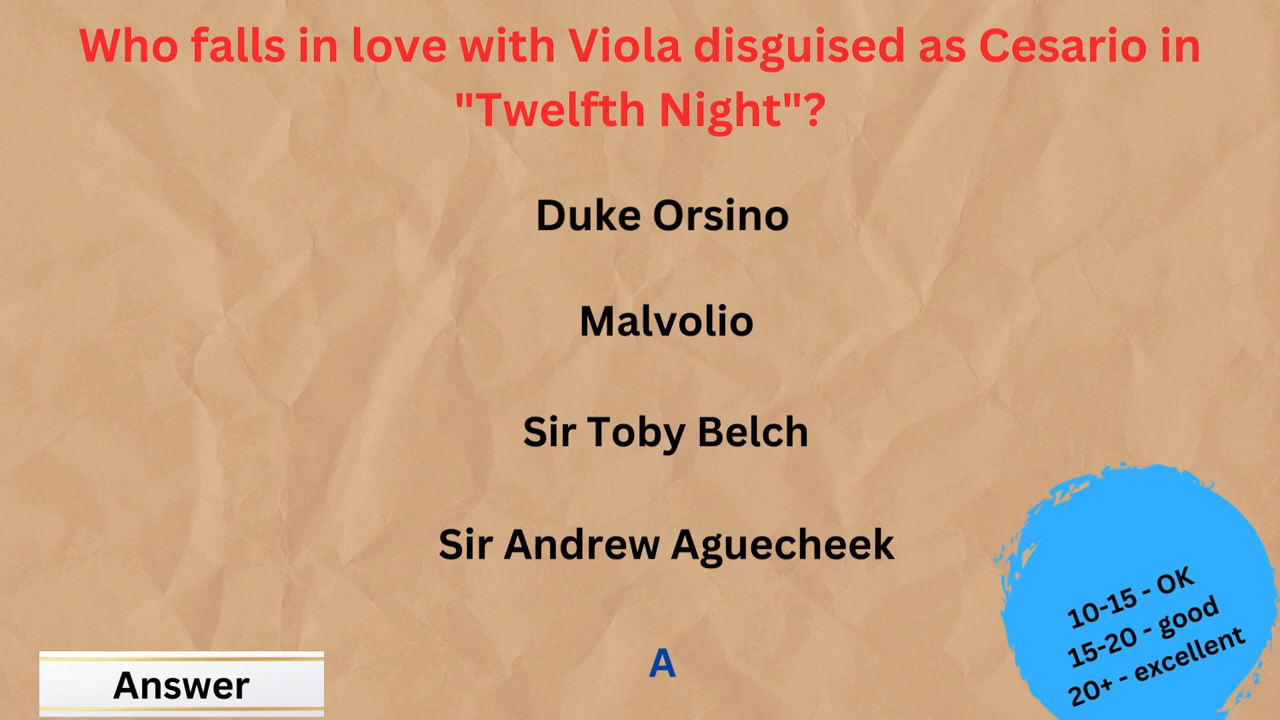 Who falls in love with Viola disguised as Cesario in
"Twelfth Night"?
Duke Orsino
Malvolio
Sir Toby Belch
Sir Andrew Aguecheek
A
Answer
10-15 - OK
15-20 - good
20+ - excellent